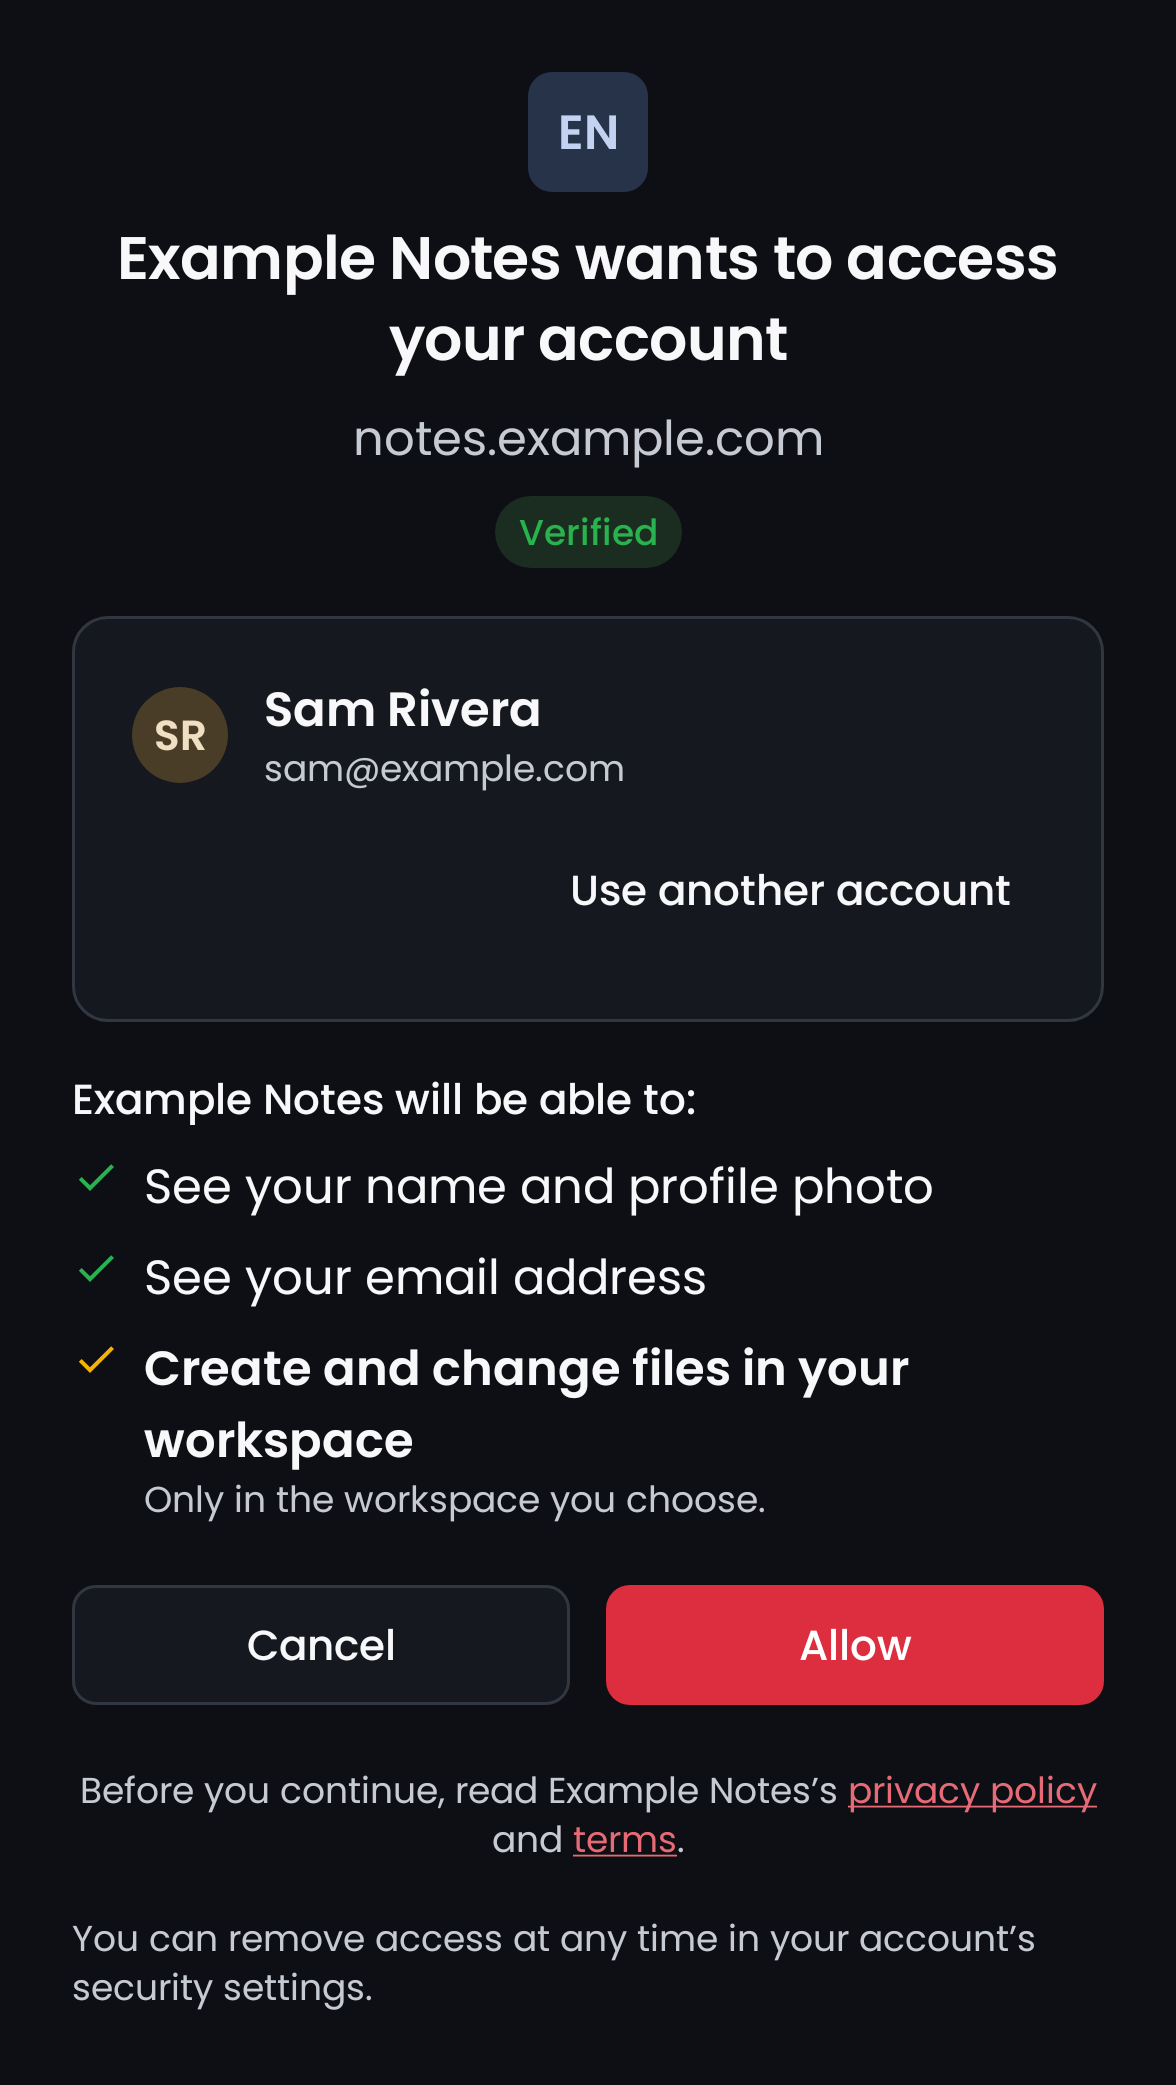 EN
Example Notes wants to access
your account
notes.example.com
Verified
SR
Sam Rivera
sam@example.com
Use another account
Example Notes will be able to:
See your name and profile photo
See your email address
Create and change files in your
workspace
Only in the workspace you choose.
Cancel
Allow
Before you continue, read Example Notes’s privacy policy
and terms.
You can remove access at any time in your account’s
security settings.